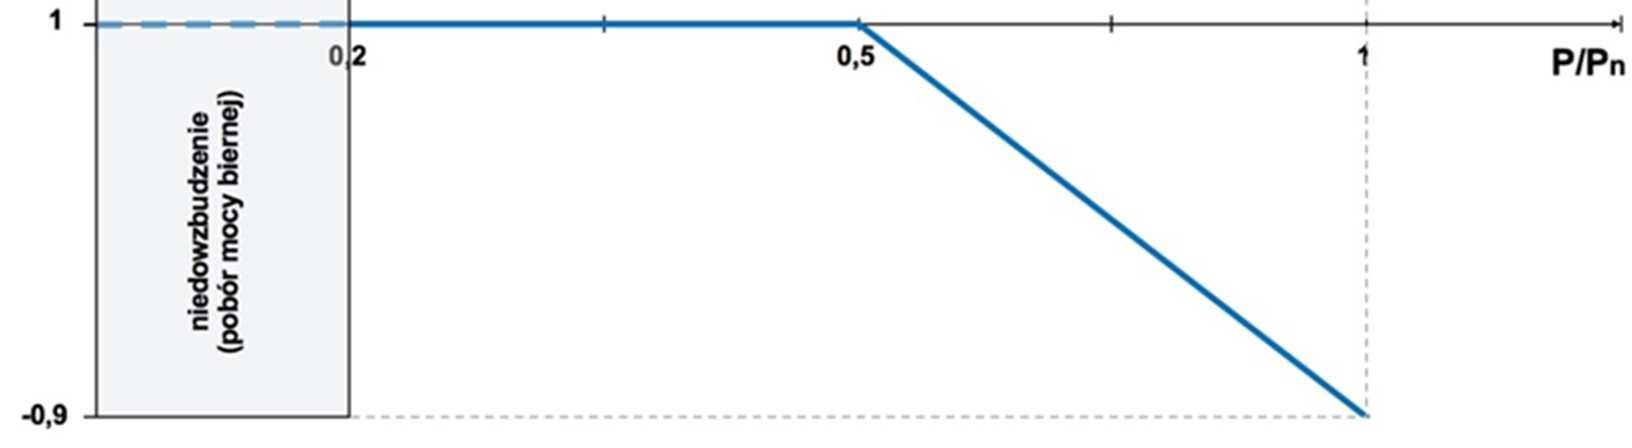 1
0,2
0,5
1
P/Pn
niedowzbudzenie
(pobór mocy biernej)
-0,9